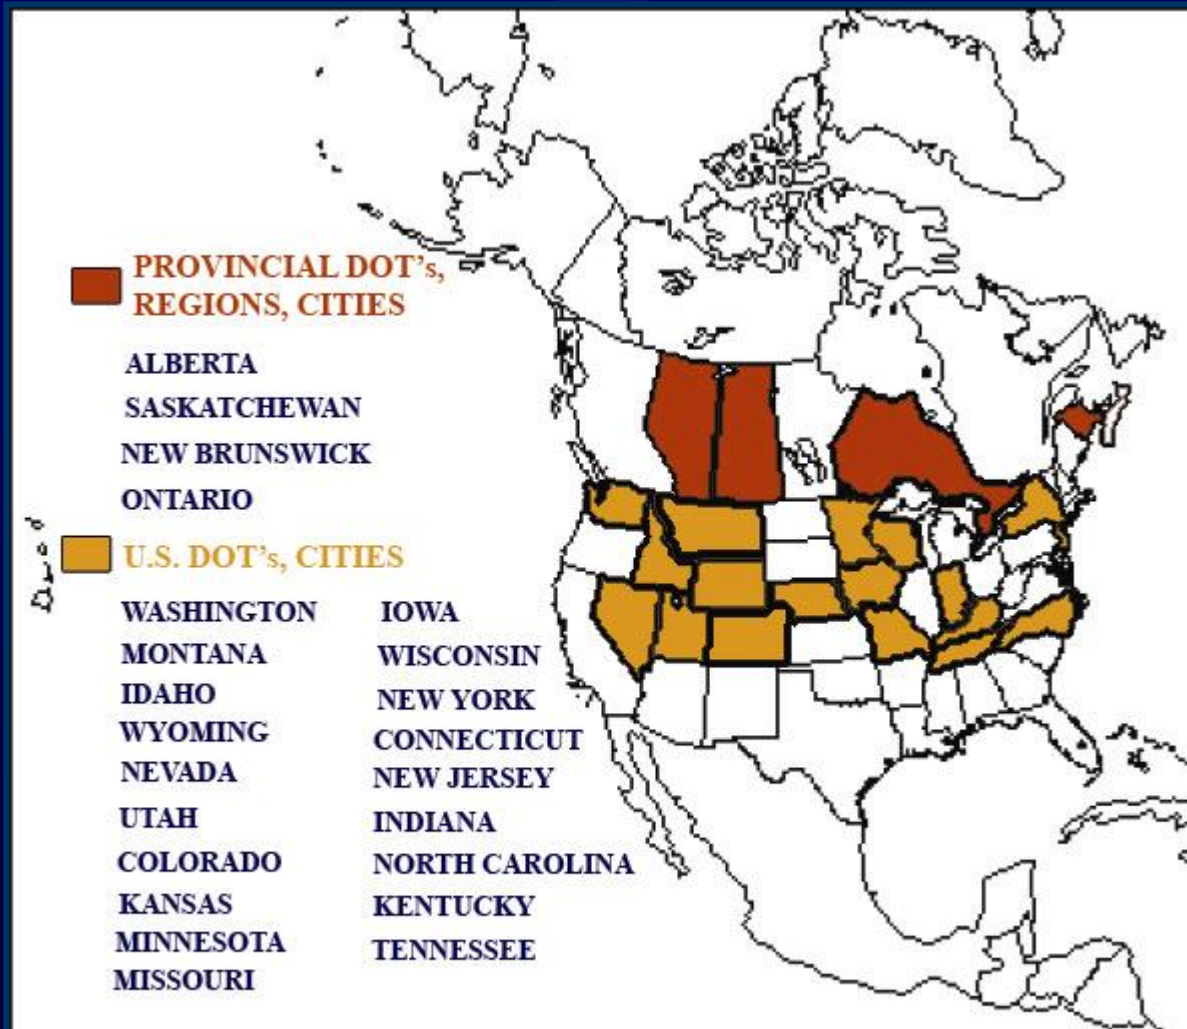 PROVINCIAL DOT's,
REGIONS, CITIES
ALBERTA
SASKATCHEWAN
NEW BRUNSWICK
ONTARIO
U.S. DOT's, CITIES
WASHINGTON
MONTANA
IDAHO
WYOMING
NEVADA
UTAH
COLORADO
KANSAS
MINNESOTA
MISSOURI
IOWA
WISCONSIN
NEW YORK
CONNECTICUT
NEW JERSEY
INDIANA
NORTH CAROLINA
KENTUCKY
TENNESSEE